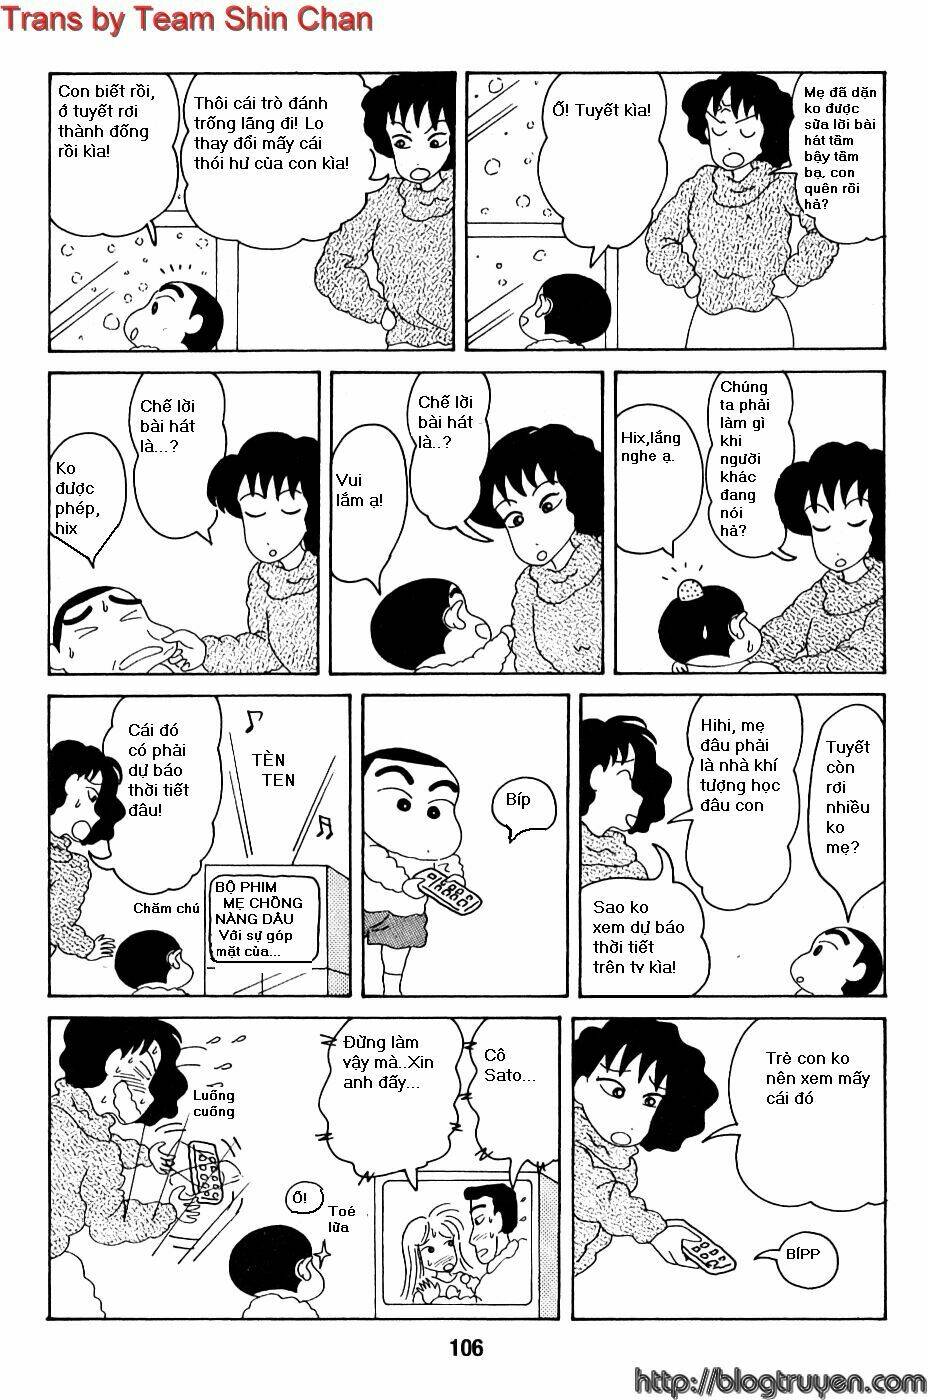 Trans by Team Shin Chan
Mẹ đã dặn
ko được
sửa lời bài
hát tầm
bậy tầm
bạ, con
quên rồi
hả?
Ố! Tuyết kìa!
Thôi cái trò đánh
trống lãng đi! Lo
thay đổi mấy cái
thói hư của con kìa!
Con biết rồi,
ớ tuyết rơi
thành đống
rồi kìa!
Chúng
ta phải
làm gì
khi
người
khác
đang
nói
hả?
Hix,lắng
nghe ạ.
Chế lời
bài hát
là..?
Vui
lắm ạ!
Chế lời
bài hát
là...?
Ko
được
phép,
hix
Tuyết
còn
rơi
nhiều
ko
mẹ?
Hihi, mẹ
đâu phải
là nhà khí
tượng học
đâu con
Sao ko
xem dự báo
thời tiết
trên tv kìa!
Bíp
TÈN
TEN
BỘ PHIM
MẸ CHỒNG
NÀNG DÂU
Với sự góp
mặt của...
Cái đó
có phải
dự báo
thời tiết
đâu!
Chăm chú
Trẻ con ko
nên xem mấy
cái đó
BÍPP
Cô
Sato...
Đừng làm
vậy mà..Xin
anh đấy...
Luống
cuống
Ố!
Toé
lửa
106
http://blogtruyen.com